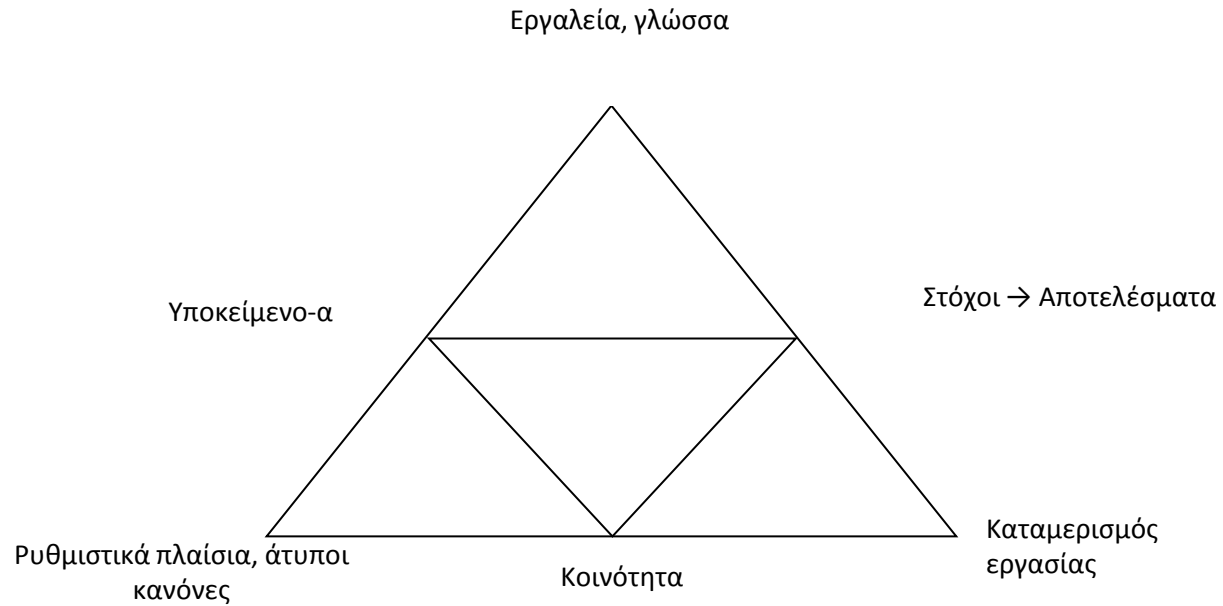 Εργαλεία, γλώσσα
Υποκείμενο-α
Στόχοι → Αποτελέσματα
Ρυθμιστικά πλαίσια, άτυποι
κανόνες
Κοινότητα
Καταμερισμός
εργασίας